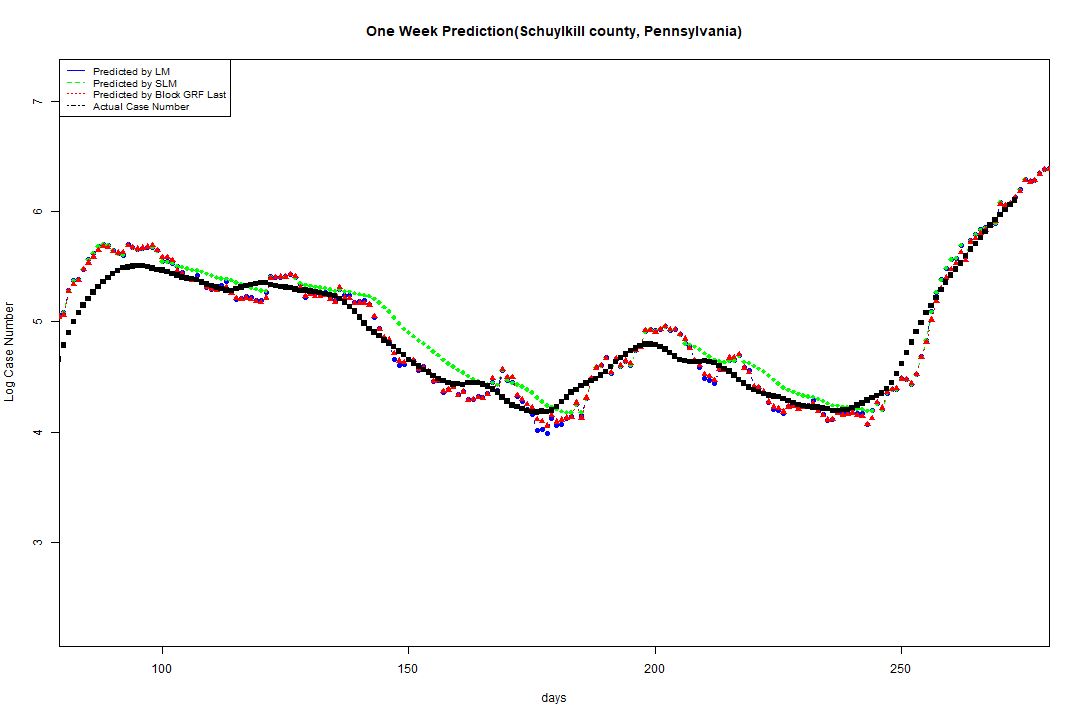 One Week Prediction(Schuylkill county, Pennsylvania)
Predicted by LM
Predicted by SLM
Predicted by Block GRF Last
Actual Case Number
7
6
5
4
3
Log Case Number
100 150 200 250
days